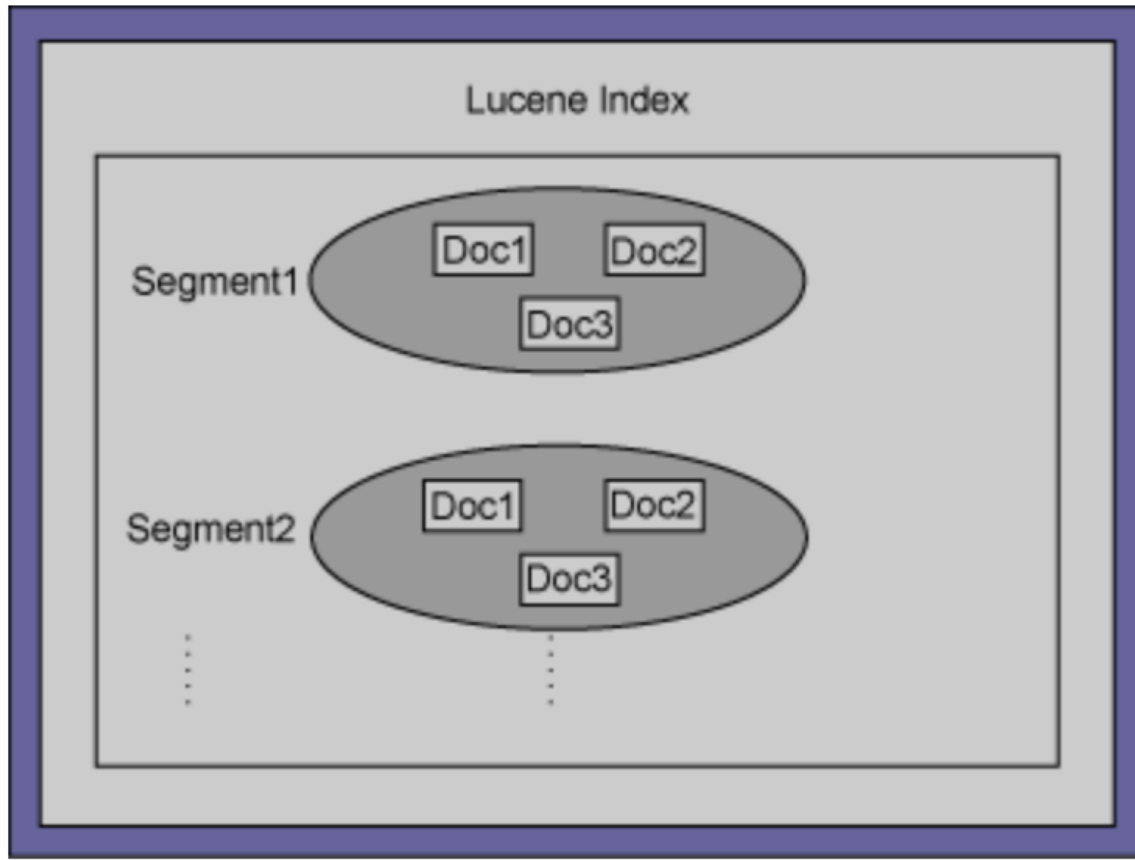 Lucene Index
Segment1
Doc1
Doc2
Doc3
Segment2
Doc1
Doc2
Doc3